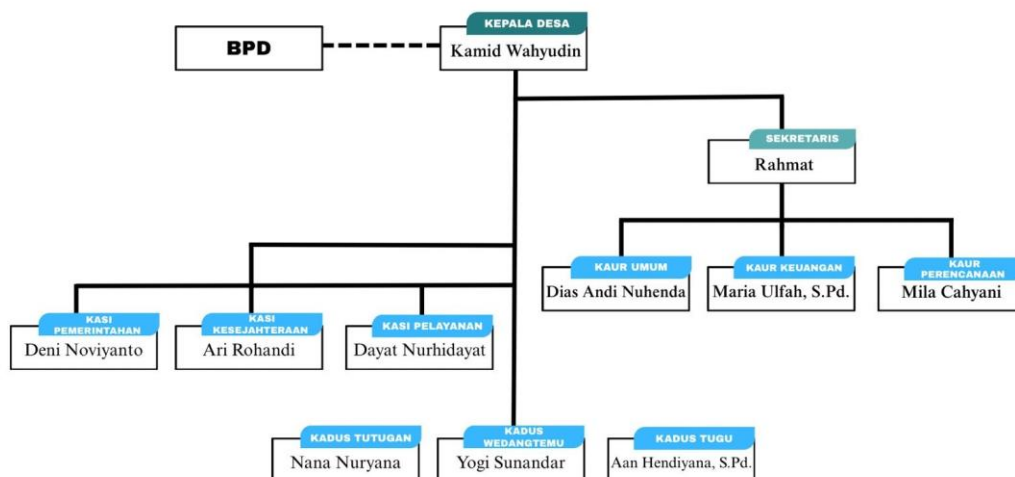 KEPALA DESA
BPD
Kamid Wahyudin
SEKRETARIS
Rahmat
KAUR UMUM
Dias Andi Nuhenda
KAUR KEUANGAN
Maria Ulfah, S.Pd.
KAUR
PERENCANAAN
Mila Cahyani
KASI
PEMERINTAHAN
Deni Noviyanto
KASI
KESEJAHTERAAN
Ari Rohandi
KASI PELAYANAN
Dayat Nurhidayat
KADUS TUTUGAN
Nana Nuryana
KADUS
WEDANGTEMU
Yogi Sunandar
KADUS TUGU
Aan Hendiyana, S.Pd.